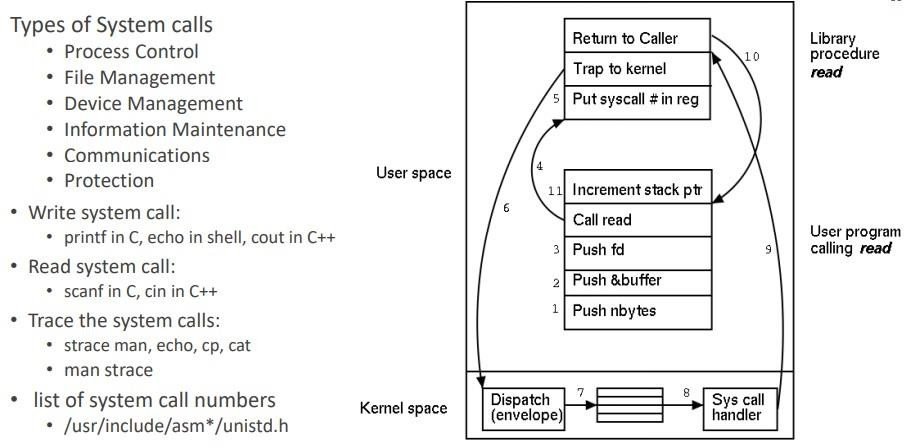 Types of System calls
• Process Control
• File Management
• Device Management
• Information Maintenance
• Communications
• Protection
• Write system call:
• printf in C, echo in shell, cout in C++
• Read system call:
• scanf in C, cin in C++
• Trace the system calls:
• strace man, echo, cp, cat
• man strace
• list of system call numbers
• /usr/include/asm*/unistd.h
User space
Kernel space
Return to Caller
Trap to kernel
5 Put syscall # in reg
10
4
6
11 Increment stack ptr
Call read
3 Push fd
2 Push &buffer
1 Push nbytes
9
Library
procedure
read
User program
calling read
Dispatch
(envelope)
7
8
Sys call
handler